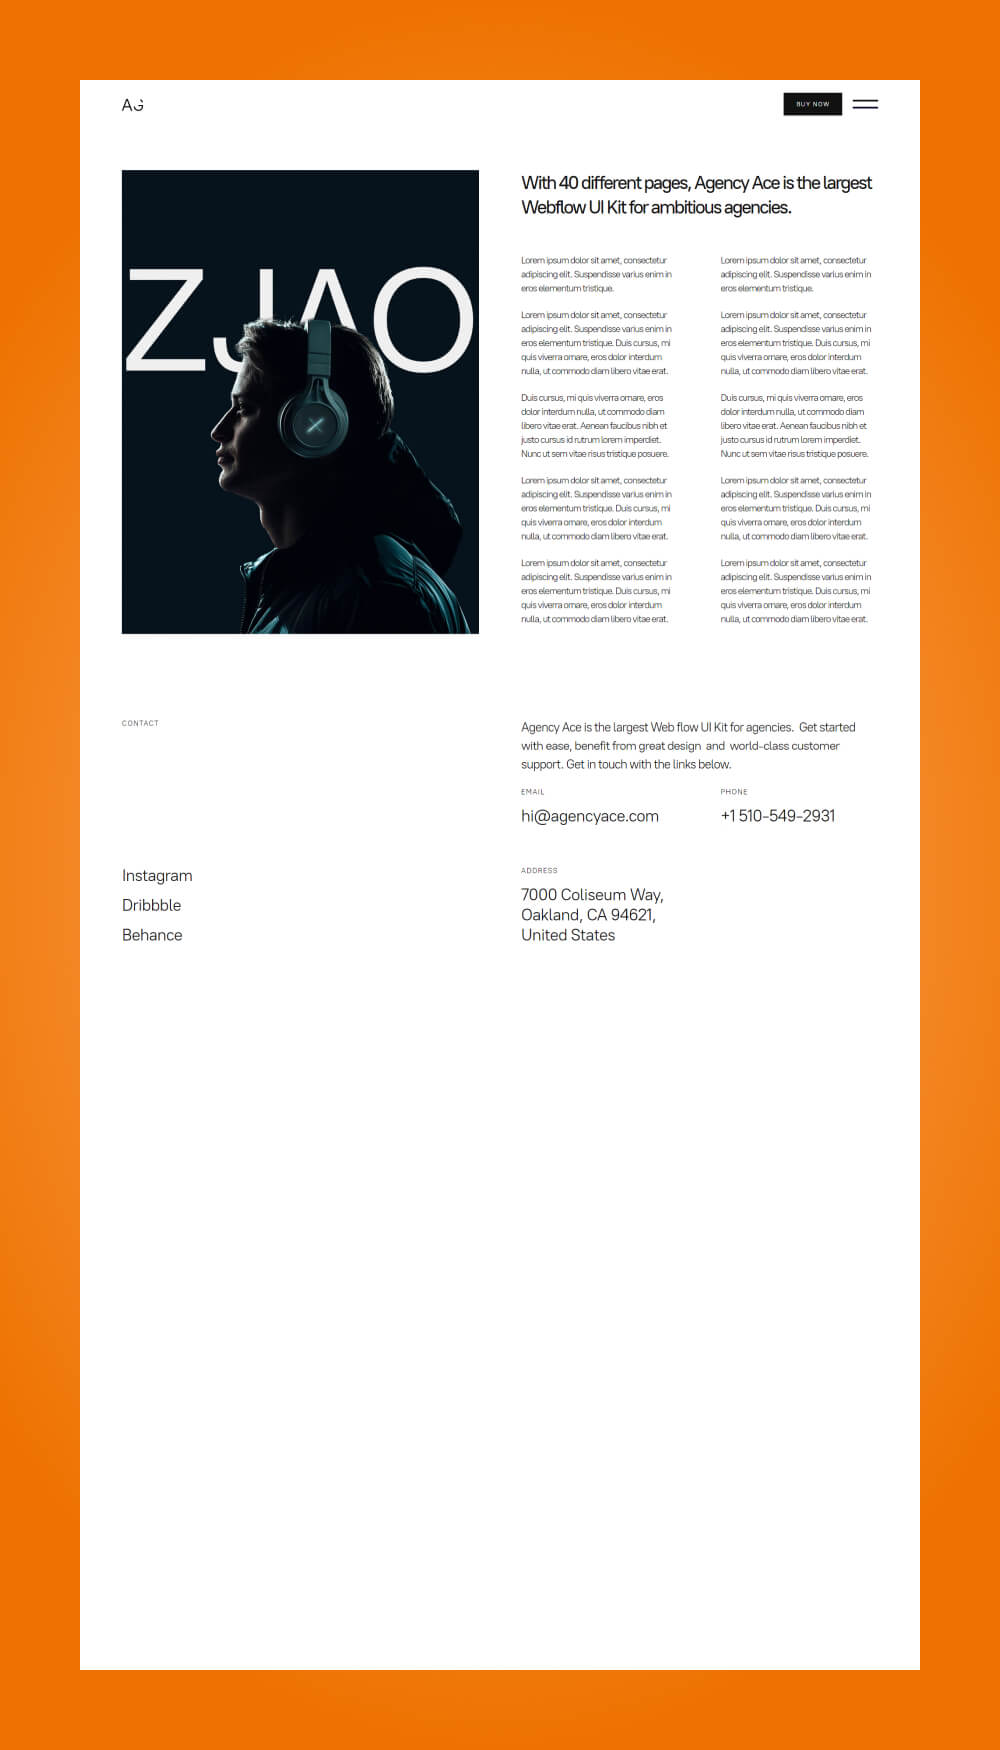 AG
BUY NOW
ZJAO
With 40 different pages, Agency Ace is the largest
Webflow UI Kit for ambitious agencies.
Lorem ipsum dolor sit amet, consectetur
adipiscing elit. Suspendisse varius enim in
eros elementum tristique.
Lorem ipsum dolor sit amet, consectetur
adipiscing elit. Suspendisse varius enim in
eros elementum tristique. Duis cursus, mi
quis viverra ornare, eros dolor interdum
nulla, ut commodo diam libero vitae erat.
Duis cursus, mi quis viverra ornare, eros
dolor interdum nulla, ut commodo diam
libero vitae erat. Aenean faucibus nibh et
justo cursus id rutrum lorem imperdiet.
Nunc ut sem vitae risus tristique posuere.
Lorem ipsum dolor sit amet, consectetur
adipiscing elit. Suspendisse varius enim in
eros elementum tristique. Duis cursus, mi
quis viverra ornare, eros dolor interdum
nulla, ut commodo diam libero vitae erat.
Lorem ipsum dolor sit amet, consectetur
adipiscing elit. Suspendisse varius enim in
eros elementum tristique. Duis cursus, mi
quis viverra ornare, eros dolor interdum
nulla, ut commodo diam libero vitae erat.
Lorem ipsum dolor sit amet, consectetur
adipiscing elit. Suspendisse varius enim in
eros elementum tristique.
Lorem ipsum dolor sit amet, consectetur
adipiscing elit. Suspendisse varius enim in
eros elementum tristique. Duis cursus, mi
quis viverra ornare, eros dolor interdum
nulla, ut commodo diam libero vitae erat.
Duis cursus, mi quis viverra ornare, eros
dolor interdum nulla, ut commodo diam
libero vitae erat. Aenean faucibus nibh et
justo cursus id rutrum lorem imperdiet.
Nunc ut sem vitae risus tristique posuere.
Lorem ipsum dolor sit amet, consectetur
adipiscing elit. Suspendisse varius enim in
eros elementum tristique. Duis cursus, mi
quis viverra ornare, eros dolor interdum
nulla, ut commodo diam libero vitae erat.
Lorem ipsum dolor sit amet, consectetur
adipiscing elit. Suspendisse varius enim in
eros elementum tristique. Duis cursus, mi
quis viverra ornare, eros dolor interdum
nulla, ut commodo diam libero vitae erat.
CONTACT
Agency Ace is the largest Web flow UI Kit for agencies. Get started
with ease, benefit from great design and world-class customer
support. Get in touch with the links below.
EMAIL
hi@agencyace.com
PHONE
+1 510-549-2931
Instagram
Dribbble
Behance
ADDRESS
7000 Coliseum Way,
Oakland, CA 94621,
United States